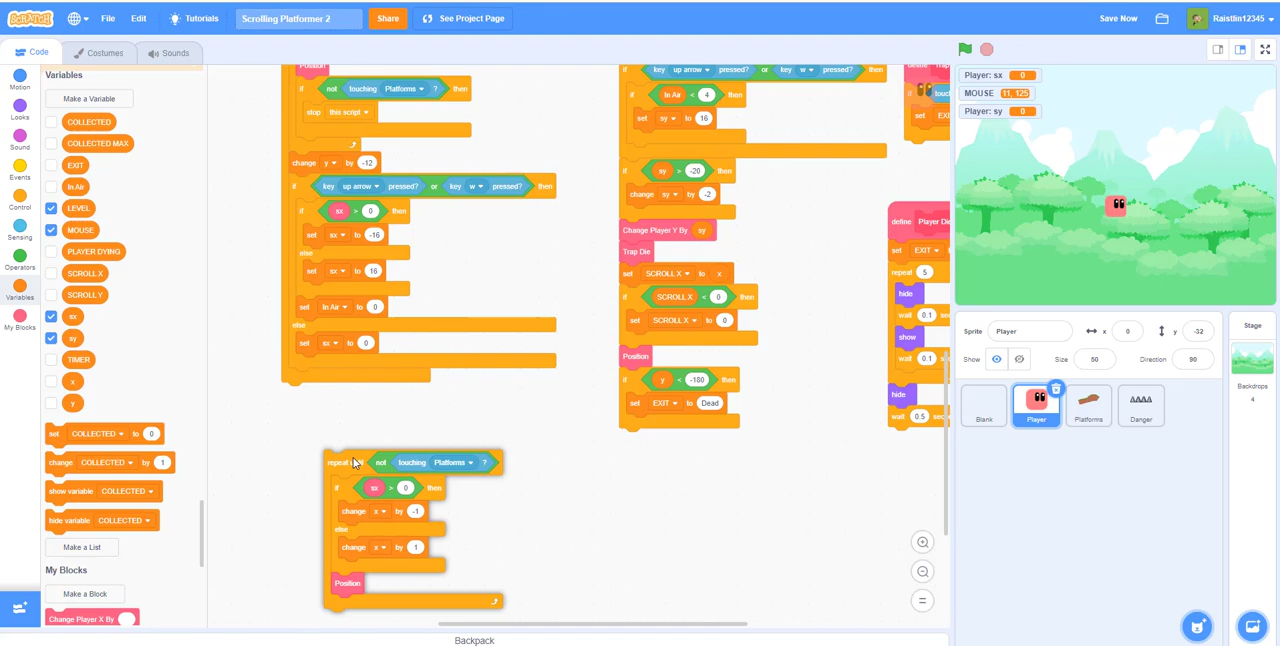 SCRATCH File Edit Tutorials Scrolling Platformer 2 Share See Project Page Save Now Raistlin12345
Code Costumes Sounds
Motion
Looks
Sound
Events
Control
Sensing
Operators
Variables
My Blocks
Variables
Make a Variable
COLLECTED
COLLECTED MAX
EXIT
In Air
LEVEL
MOUSE
PLAYER DYING
SCROLL X
SCROLL Y
sx
sy
TIMER
x
y
set COLLECTED to 0
change COLLECTED by 1
show variable COLLECTED
hide variable COLLECTED
Make a List
My Blocks
Make a Block
Change Player X By
Position
if not touching Platforms ? then
stop this script
change y by -12
if key up arrow pressed? or key w pressed? then
if sx > 0 then
set sx to -16
else
set sx to 16
set In Air to 0
else
set sx to 0
repeat not touching Platforms ?
if sx > 0 then
change x by -1
else
change x by 1
Position
if key up arrow pressed? or key w pressed? then
if In Air < 4 then
set sy to 16
if sy > -20 then
change sy by -2
Change Player Y By sy
Trap Die
set SCROLL X to x
if SCROLL X < 0 then
set SCROLL X to 0
Position
if y < -180 then
set EXIT to Dead
if
set
define Player Die
set EXIT
repeat 5
hide
wait 0.1
show
wait 0.1
hide
wait 0.5
Backpack
Player: sx 0
MOUSE 11, 125
Player: sy 0
Sprite Player x 0 y -32
Show Size 50 Direction 90
Blank
Player
Platforms
Danger
Stage
Backdrops
4